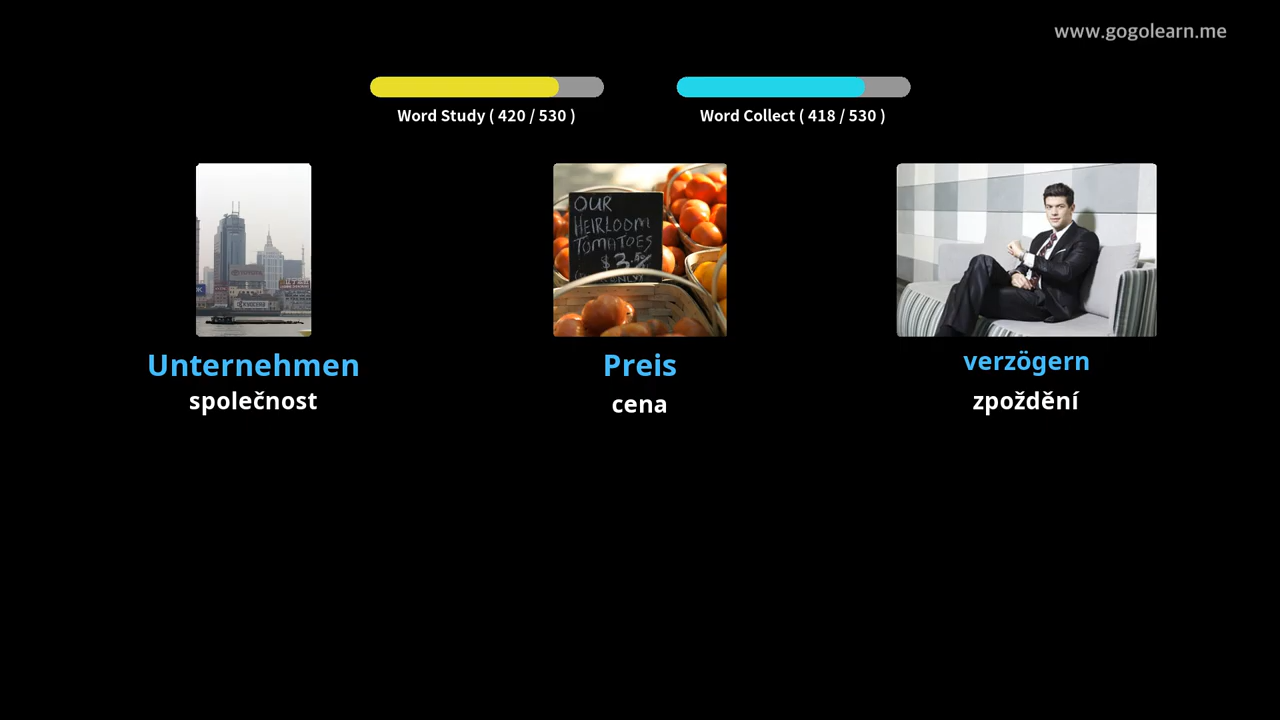 www.gogolearn.me
Word Study ( 420 / 530 )
Word Collect ( 418 / 530 )
OUR
HEIRLOOM
TOMATOES
Unternehmen
Preis
verzögern
společnost
cena
zpoždění